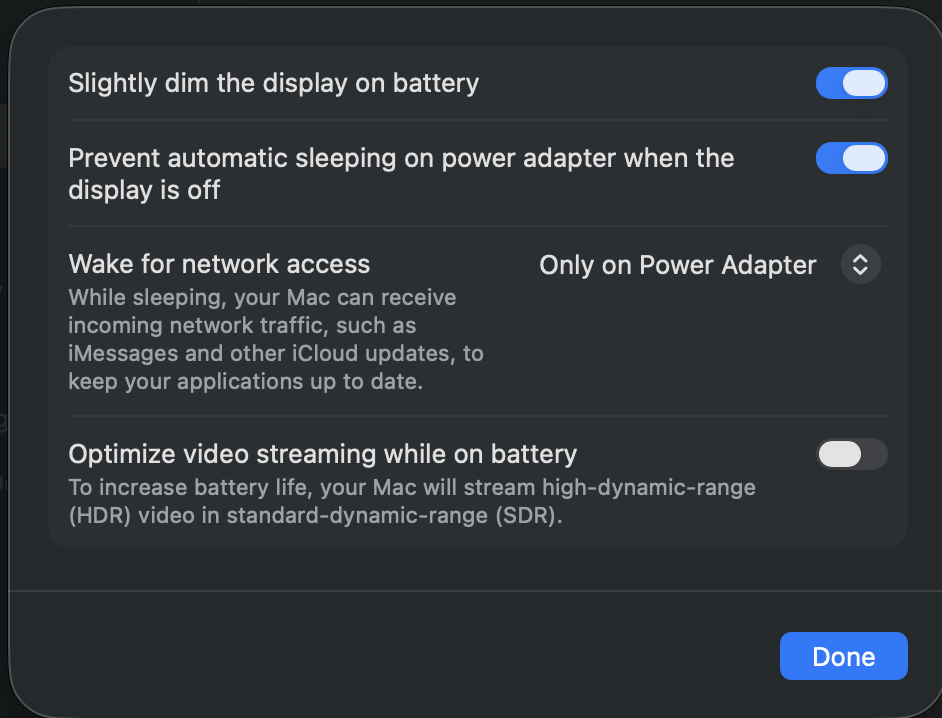 Slightly dim the display on battery
Prevent automatic sleeping on power adapter when the
display is off
Wake for network access
Only on Power Adapter
While sleeping, your Mac can receive
incoming network traffic, such as
iMessages and other iCloud updates, to
keep your applications up to date.
Optimize video streaming while on battery
To increase battery life, your Mac will stream high-dynamic-range
(HDR) video in standard-dynamic-range (SDR).
Done